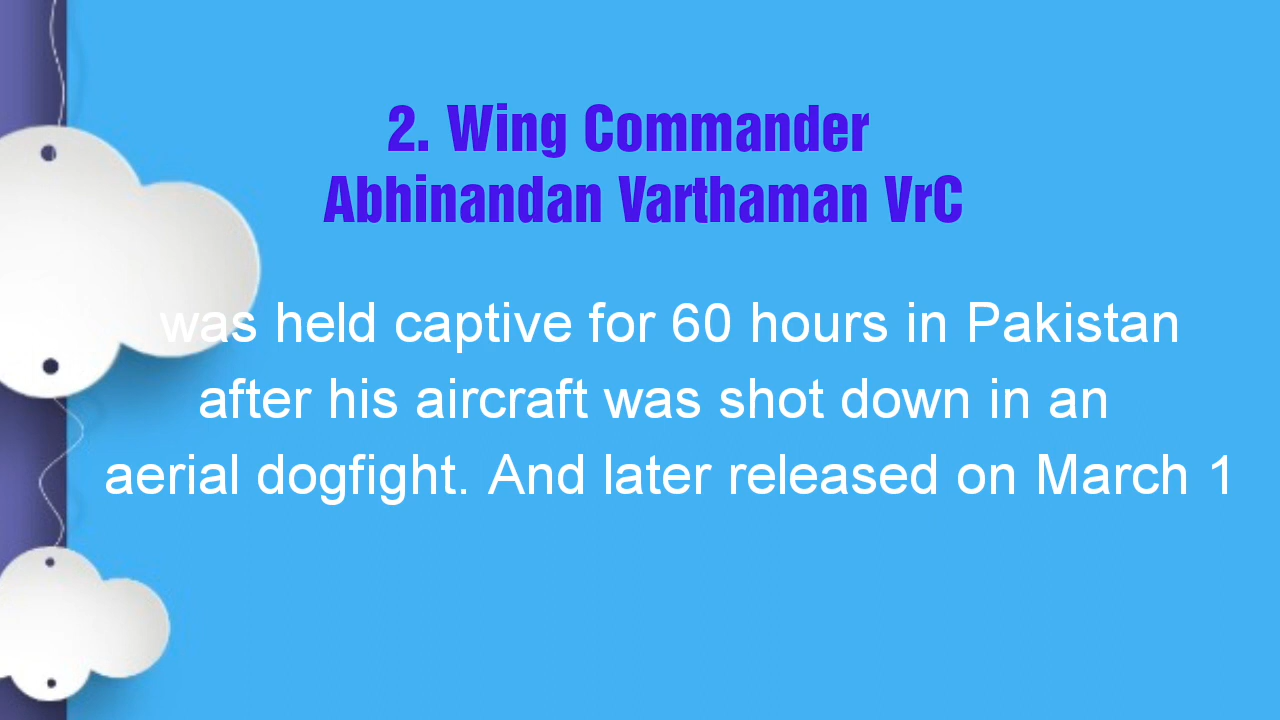 2. Wing Commander
Abhinandan Varthaman VrC
was held captive for 60 hours in Pakistan
after his aircraft was shot down in an
aerial dogfight. And later released on March 1